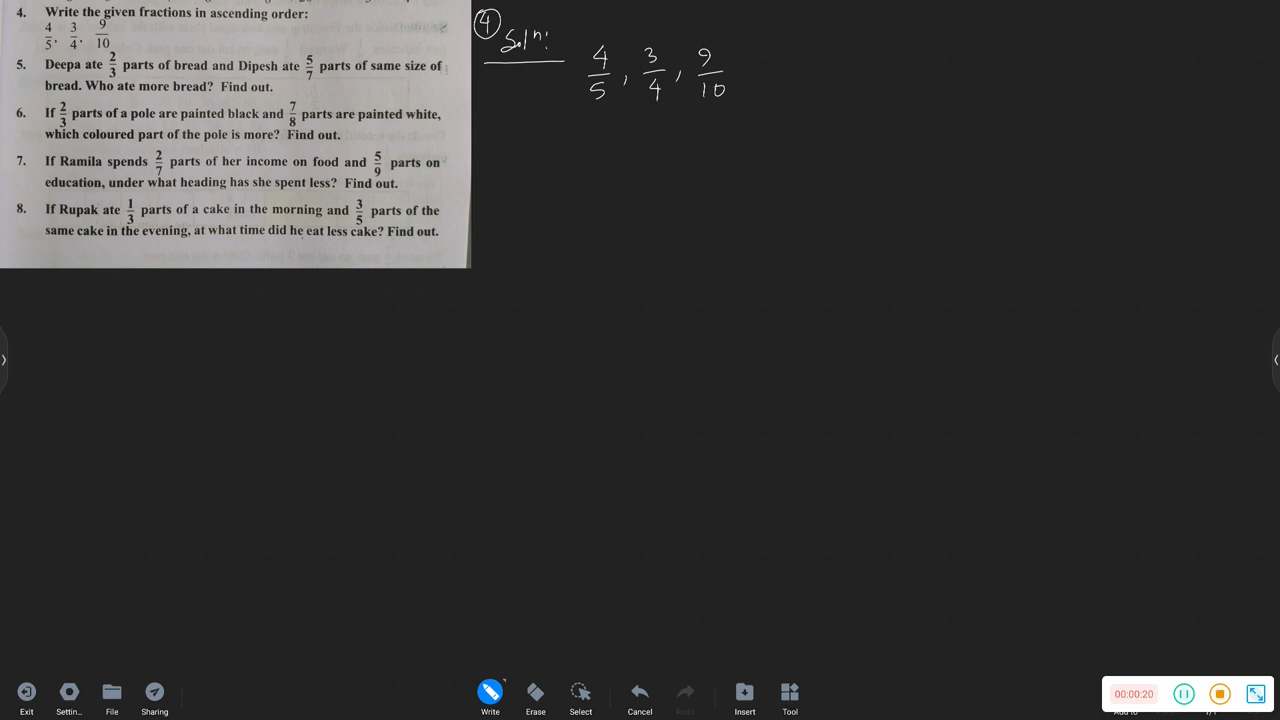 4. Write the given fractions in ascending order:
4/5, 3/4, 9/10
5. Deepa ate 2/3 parts of bread and Dipesh ate 5/7 parts of same size of
bread. Who ate more bread? Find out.
6. If 2/3 parts of a pole are painted black and 7/8 parts are painted white,
which coloured part of the pole is more? Find out.
7. If Ramila spends 2/7 parts of her income on food and 5/9 parts on
education, under what heading has she spent less? Find out.
8. If Rupak ate 1/3 parts of a cake in the morning and 3/5 parts of the
same cake in the evening, at what time did he eat less cake? Find out.
4
Solⁿ:
4/5, 3/4, 9/10
Exit
Settin...
File
Sharing
Write
Erase
Select
Cancel
Redo
Insert
Tool
00:00:20